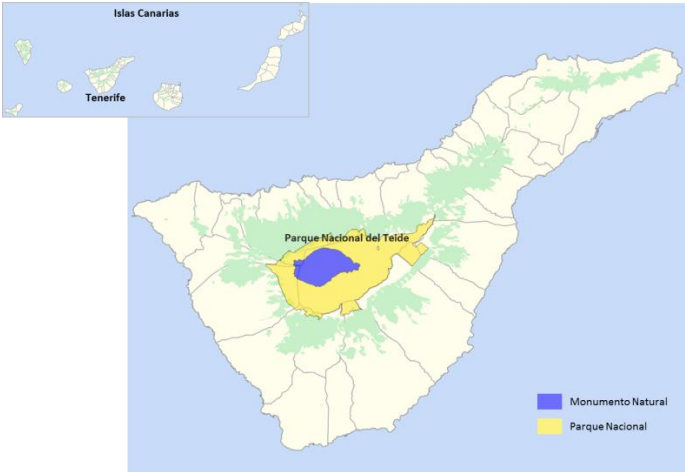 Islas Canarias
Tenerife
Parque Nacional del Teide
Monumento Natural
Parque Nacional